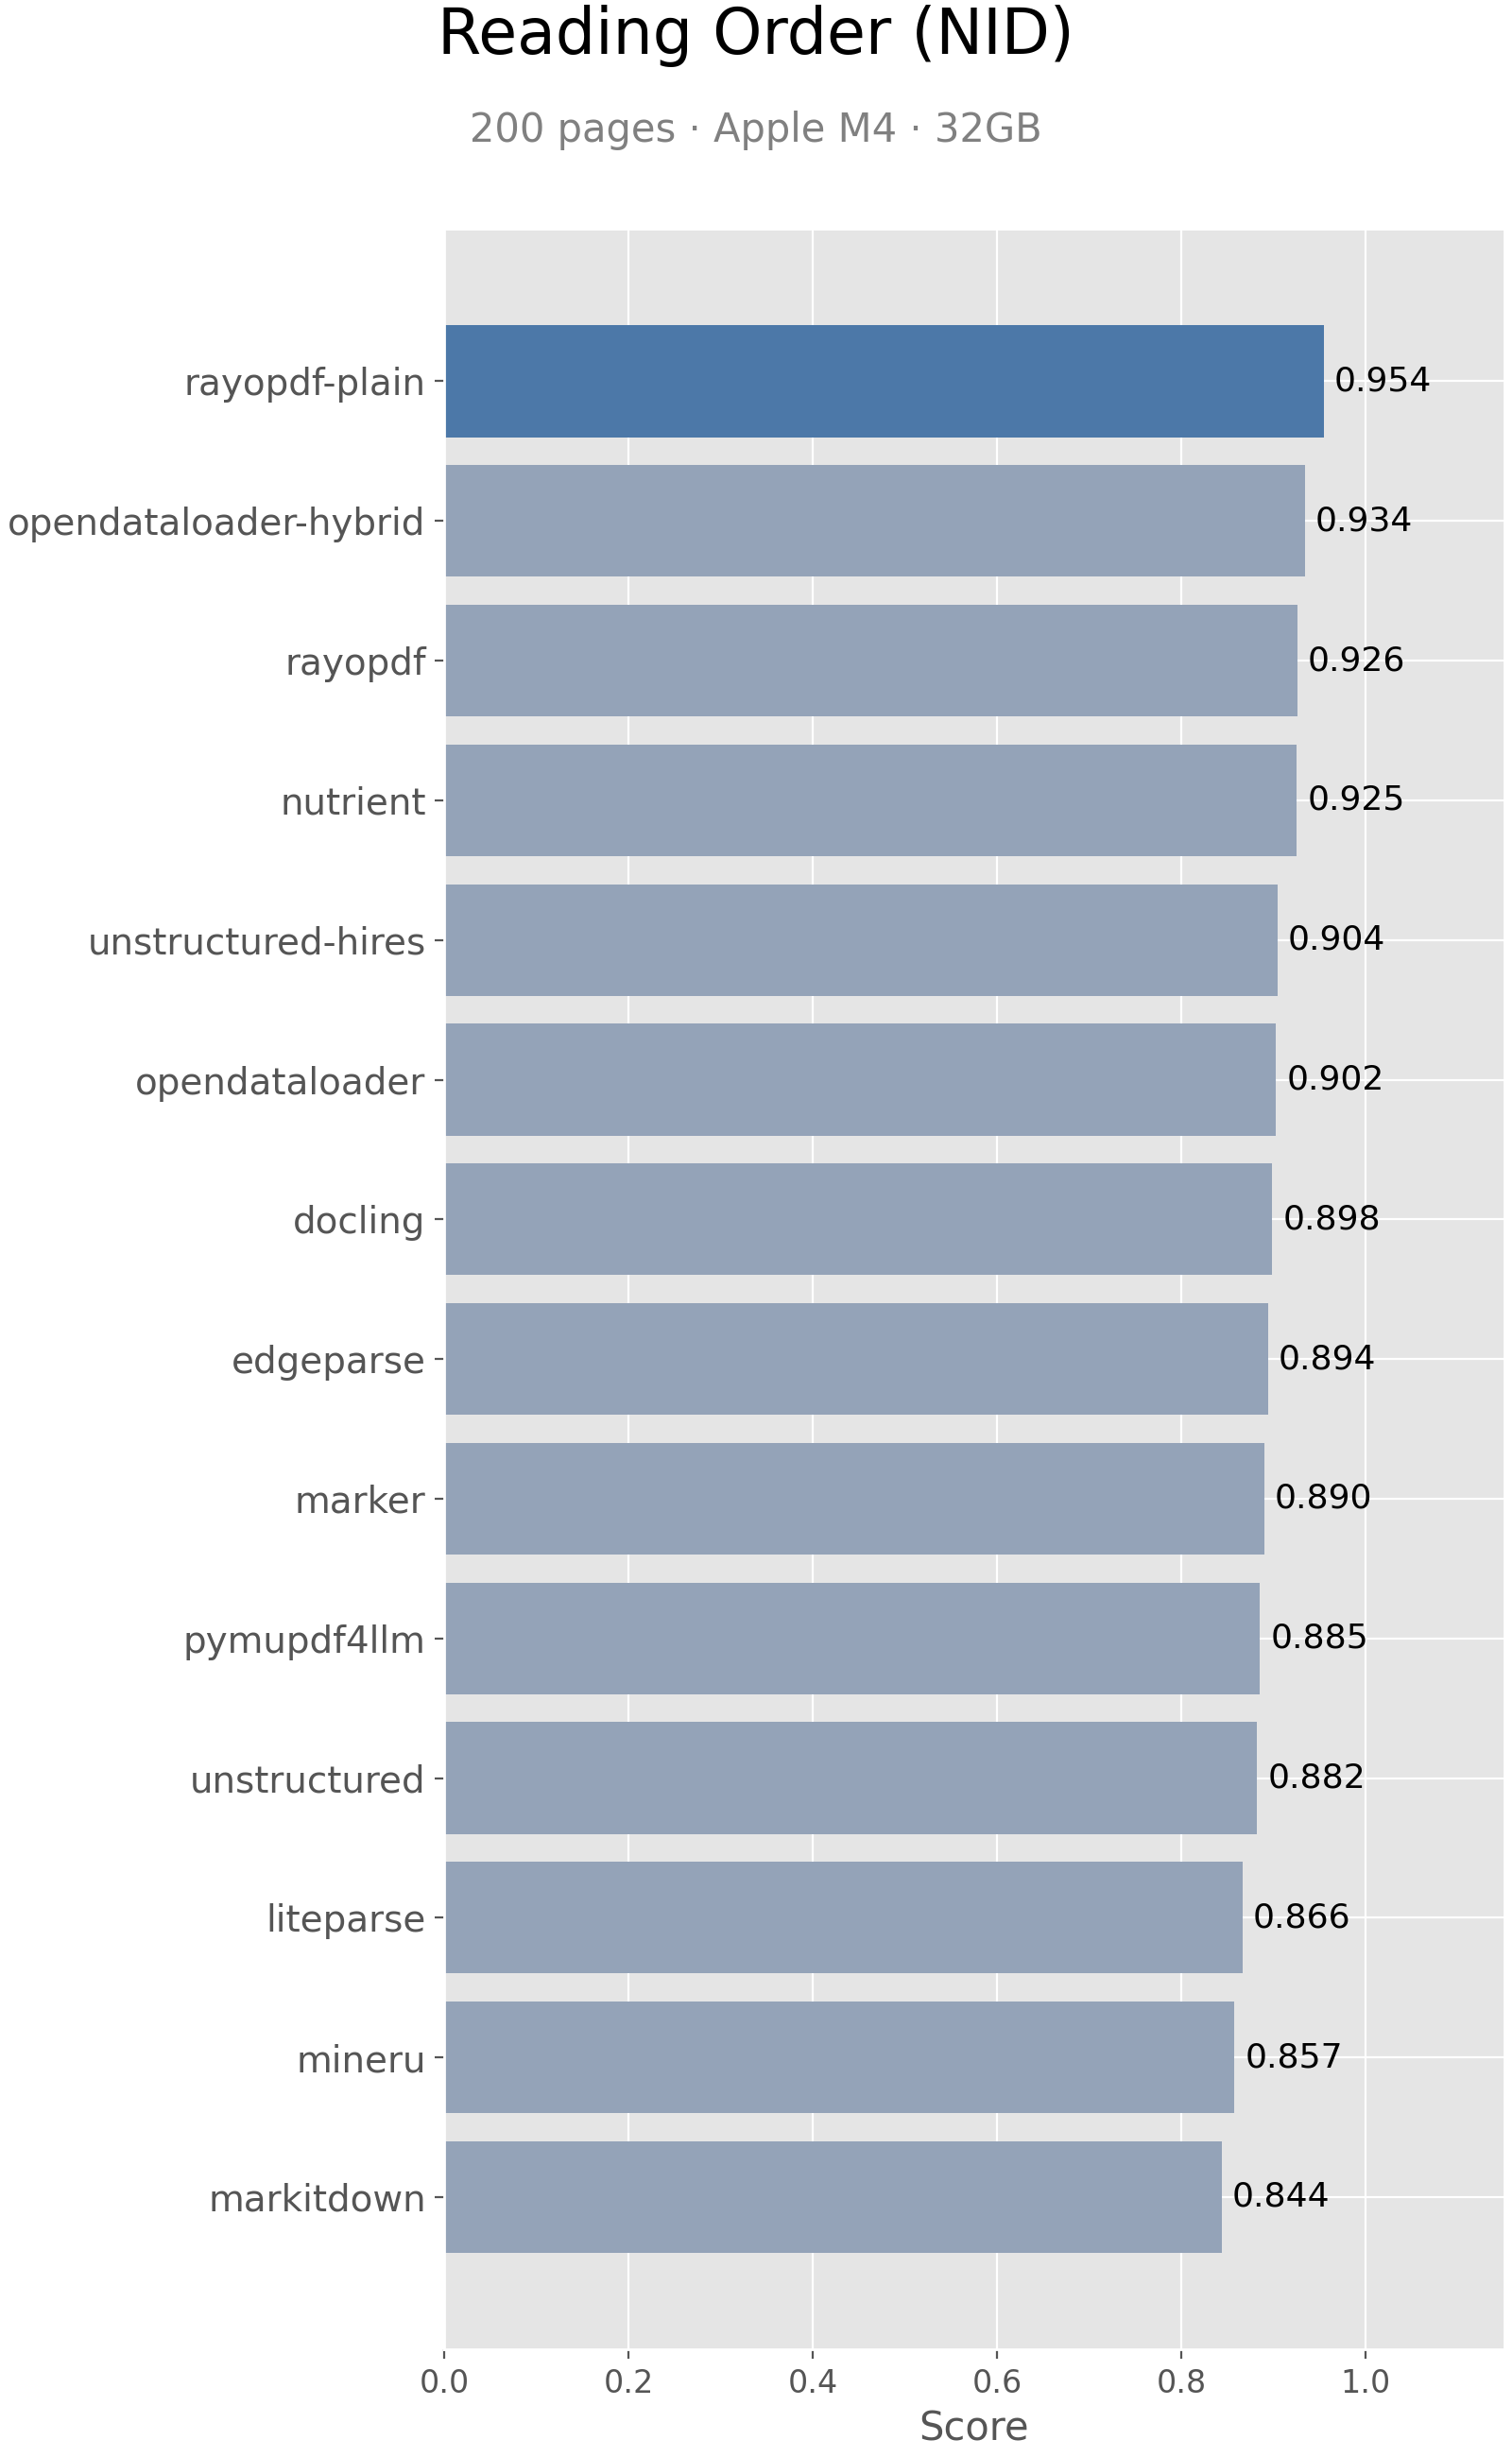 Reading Order (NID)
200 pages · Apple M4 · 32GB
rayopdf-plain 0.954
opendataloader-hybrid 0.934
rayopdf 0.926
nutrient 0.925
unstructured-hires 0.904
opendataloader 0.902
docling 0.898
edgeparse 0.894
marker 0.890
pymupdf4llm 0.885
unstructured 0.882
liteparse 0.866
mineru 0.857
markitdown 0.844
0.0 0.2 0.4 0.6 0.8 1.0
Score